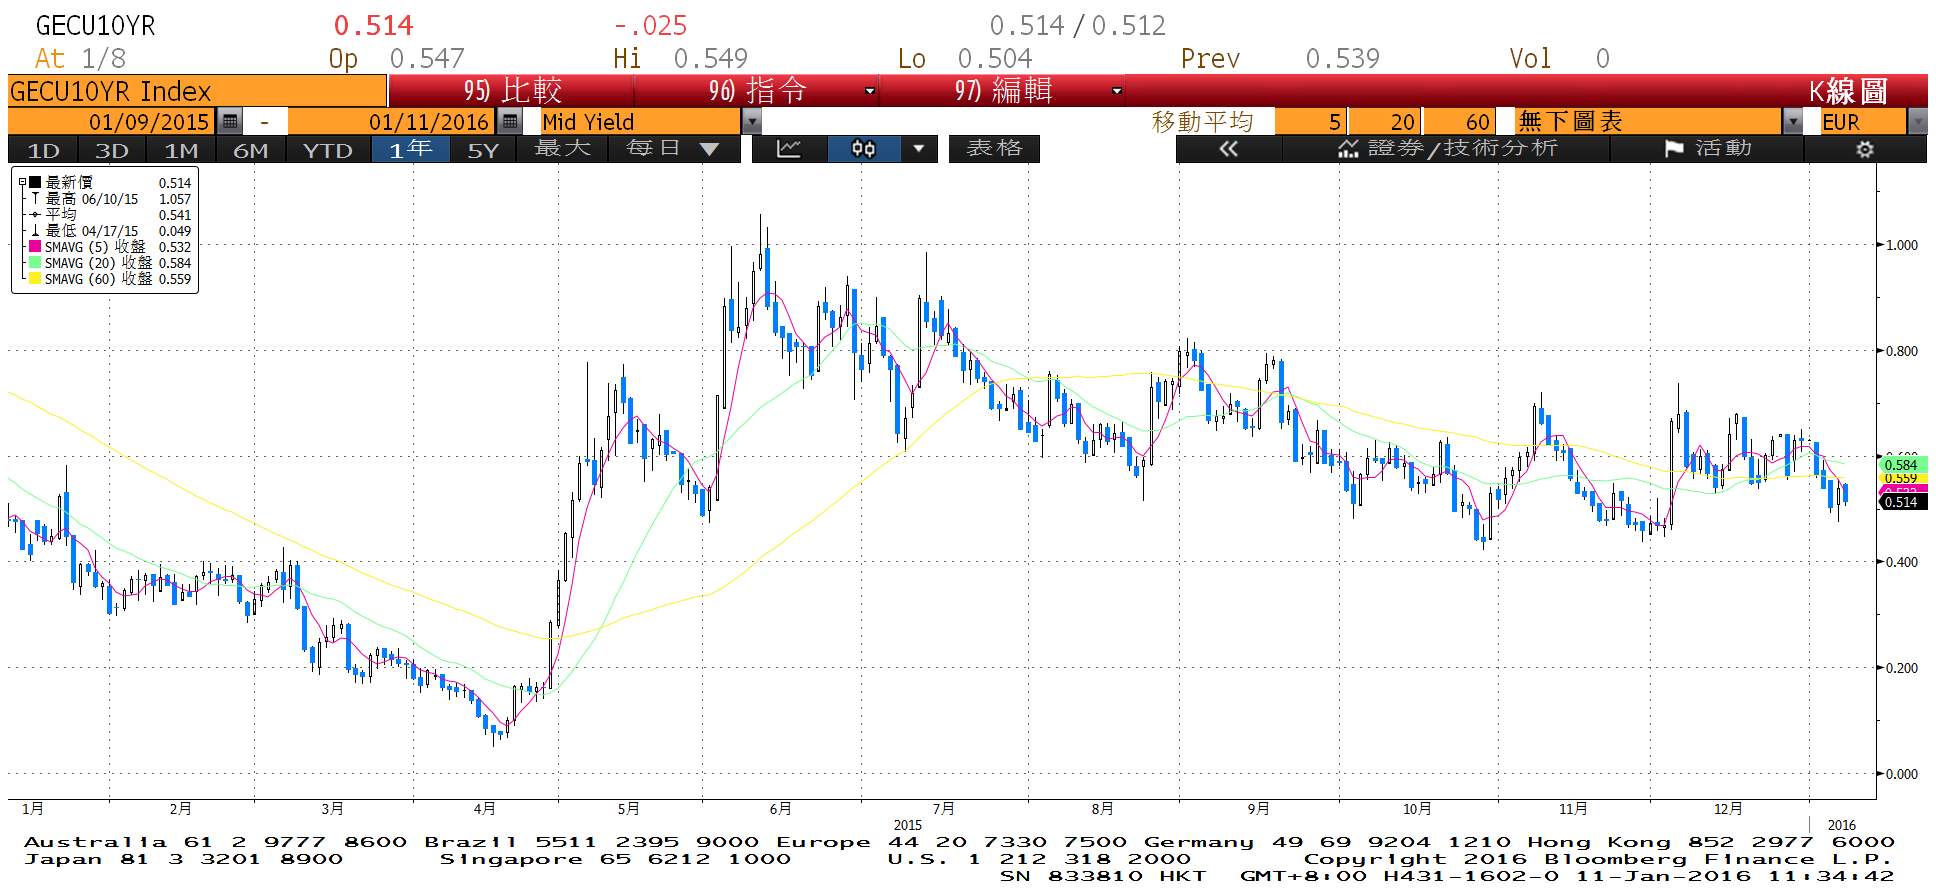 GECU10YR 0.514 -.025 0.514 / 0.512
At 1/8 Op 0.547 Hi 0.549 Lo 0.504 Prev 0.539 Vol 0
GECU10YR Index 95) 比較 96) 指令 97) 編輯 K線圖
01/09/2015 - 01/11/2016 Mid Yield 移動平均 5 20 60 無下圖表 EUR
1D 3D 1M 6M YTD 1年 5Y 最大 每日 表格 « 證券/技術分析 活動
最新價 0.514
最高 06/10/15 1.057
平均 0.541
最低 04/17/15 0.049
SMAVG (5) 收盤 0.532
SMAVG (20) 收盤 0.584
SMAVG (60) 收盤 0.559
1.000
0.800
0.584
0.559
0.514
0.400
0.200
0.000
1月 2月 3月 4月 5月 6月 7月 8月 9月 10月 11月 12月
2015 2016
Australia 61 2 9777 8600 Brazil 5511 2395 9000 Europe 44 20 7330 7500 Germany 49 69 9204 1210 Hong Kong 852 2977 6000
Japan 81 3 3201 8900 Singapore 65 6212 1000 U.S. 1 212 318 2000 Copyright 2016 Bloomberg Finance L.P.
SN 833810 HKT GMT+8:00 H431-1602-0 11-Jan-2016 11:34:42